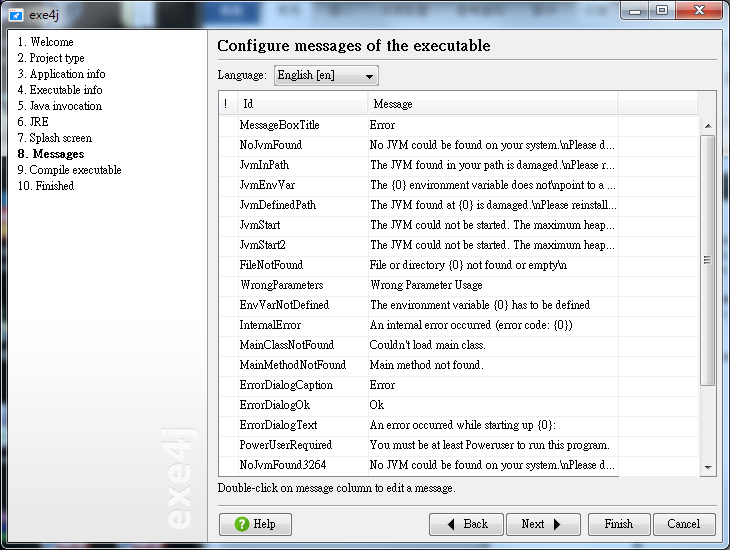 exe4j
1. Welcome
2. Project type
3. Application info
4. Executable info
5. Java invocation
6. JRE
7. Splash screen
8. Messages
9. Compile executable
10. Finished
exe4j
Configure messages of the executable
Language: English [en]
! Id Message
MessageBoxTitle Error
NoJvmFound No JVM could be found on your system.\nPlease d...
JvmInPath The JVM found in your path is damaged.\nPlease r...
JvmEnvVar The {0} environment variable does not\npoint to a ...
JvmDefinedPath The JVM found at {0} is damaged.\nPlease reinstall...
JvmStart The JVM could not be started. The maximum heap...
JvmStart2 The JVM could not be started. The maximum heap...
FileNotFound File or directory {0} not found or empty\n
WrongParameters Wrong Parameter Usage
EnvVarNotDefined The environment variable {0} has to be defined
InternalError An internal error occurred (error code: {0})
MainClassNotFound Couldn't load main class.
MainMethodNotFound Main method not found.
ErrorDialogCaption Error
ErrorDialogOk Ok
ErrorDialogText An error occurred while starting up {0}:
PowerUserRequired You must be at least Poweruser to run this program.
NoJvmFound3264 No JVM could be found on your system.\nPlease d...
Double-click on message column to edit a message.
Help Back Next Finish Cancel